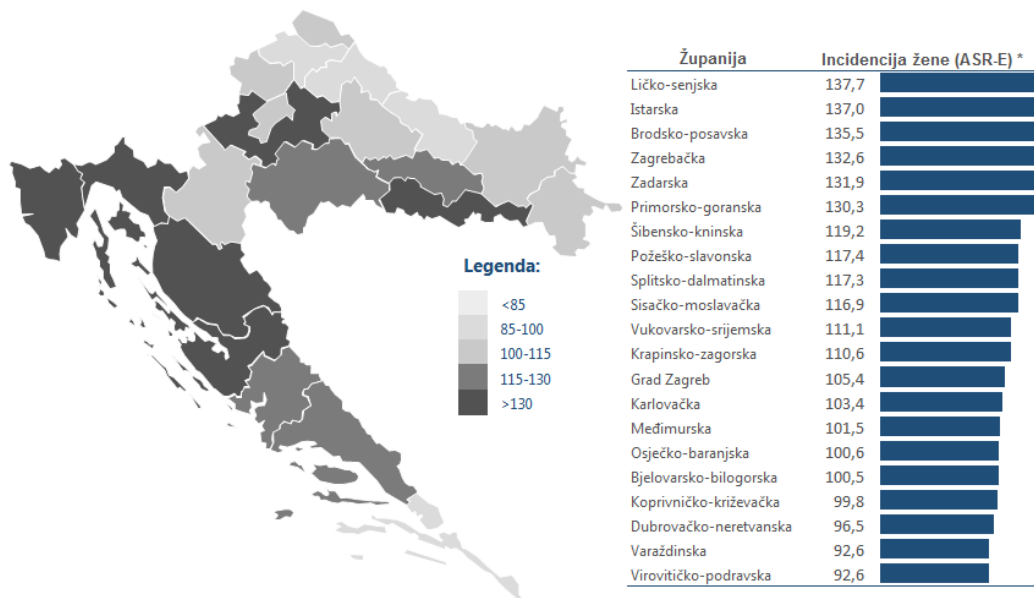 Županija Incidencija žene (ASR-E) *
Ličko-senjska 137,7
Istarska 137,0
Brodsko-posavska 135,5
Zagrebačka 132,6
Zadarska 131,9
Primorsko-goranska 130,3
Šibensko-kninska 119,2
Požeško-slavonska 117,4
Splitsko-dalmatinska 117,3
Sisačko-moslavačka 116,9
Vukovarsko-srijemska 111,1
Krapinsko-zagorska 110,6
Grad Zagreb 105,4
Karlovačka 103,4
Međimurska 101,5
Osječko-baranjska 100,6
Bjelovarsko-bilogorska 100,5
Koprivničko-križevačka 99,8
Dubrovačko-neretvanska 96,5
Varaždinska 92,6
Virovitičko-podravska 92,6
Legenda:
<85
85-100
100-115
115-130
>130